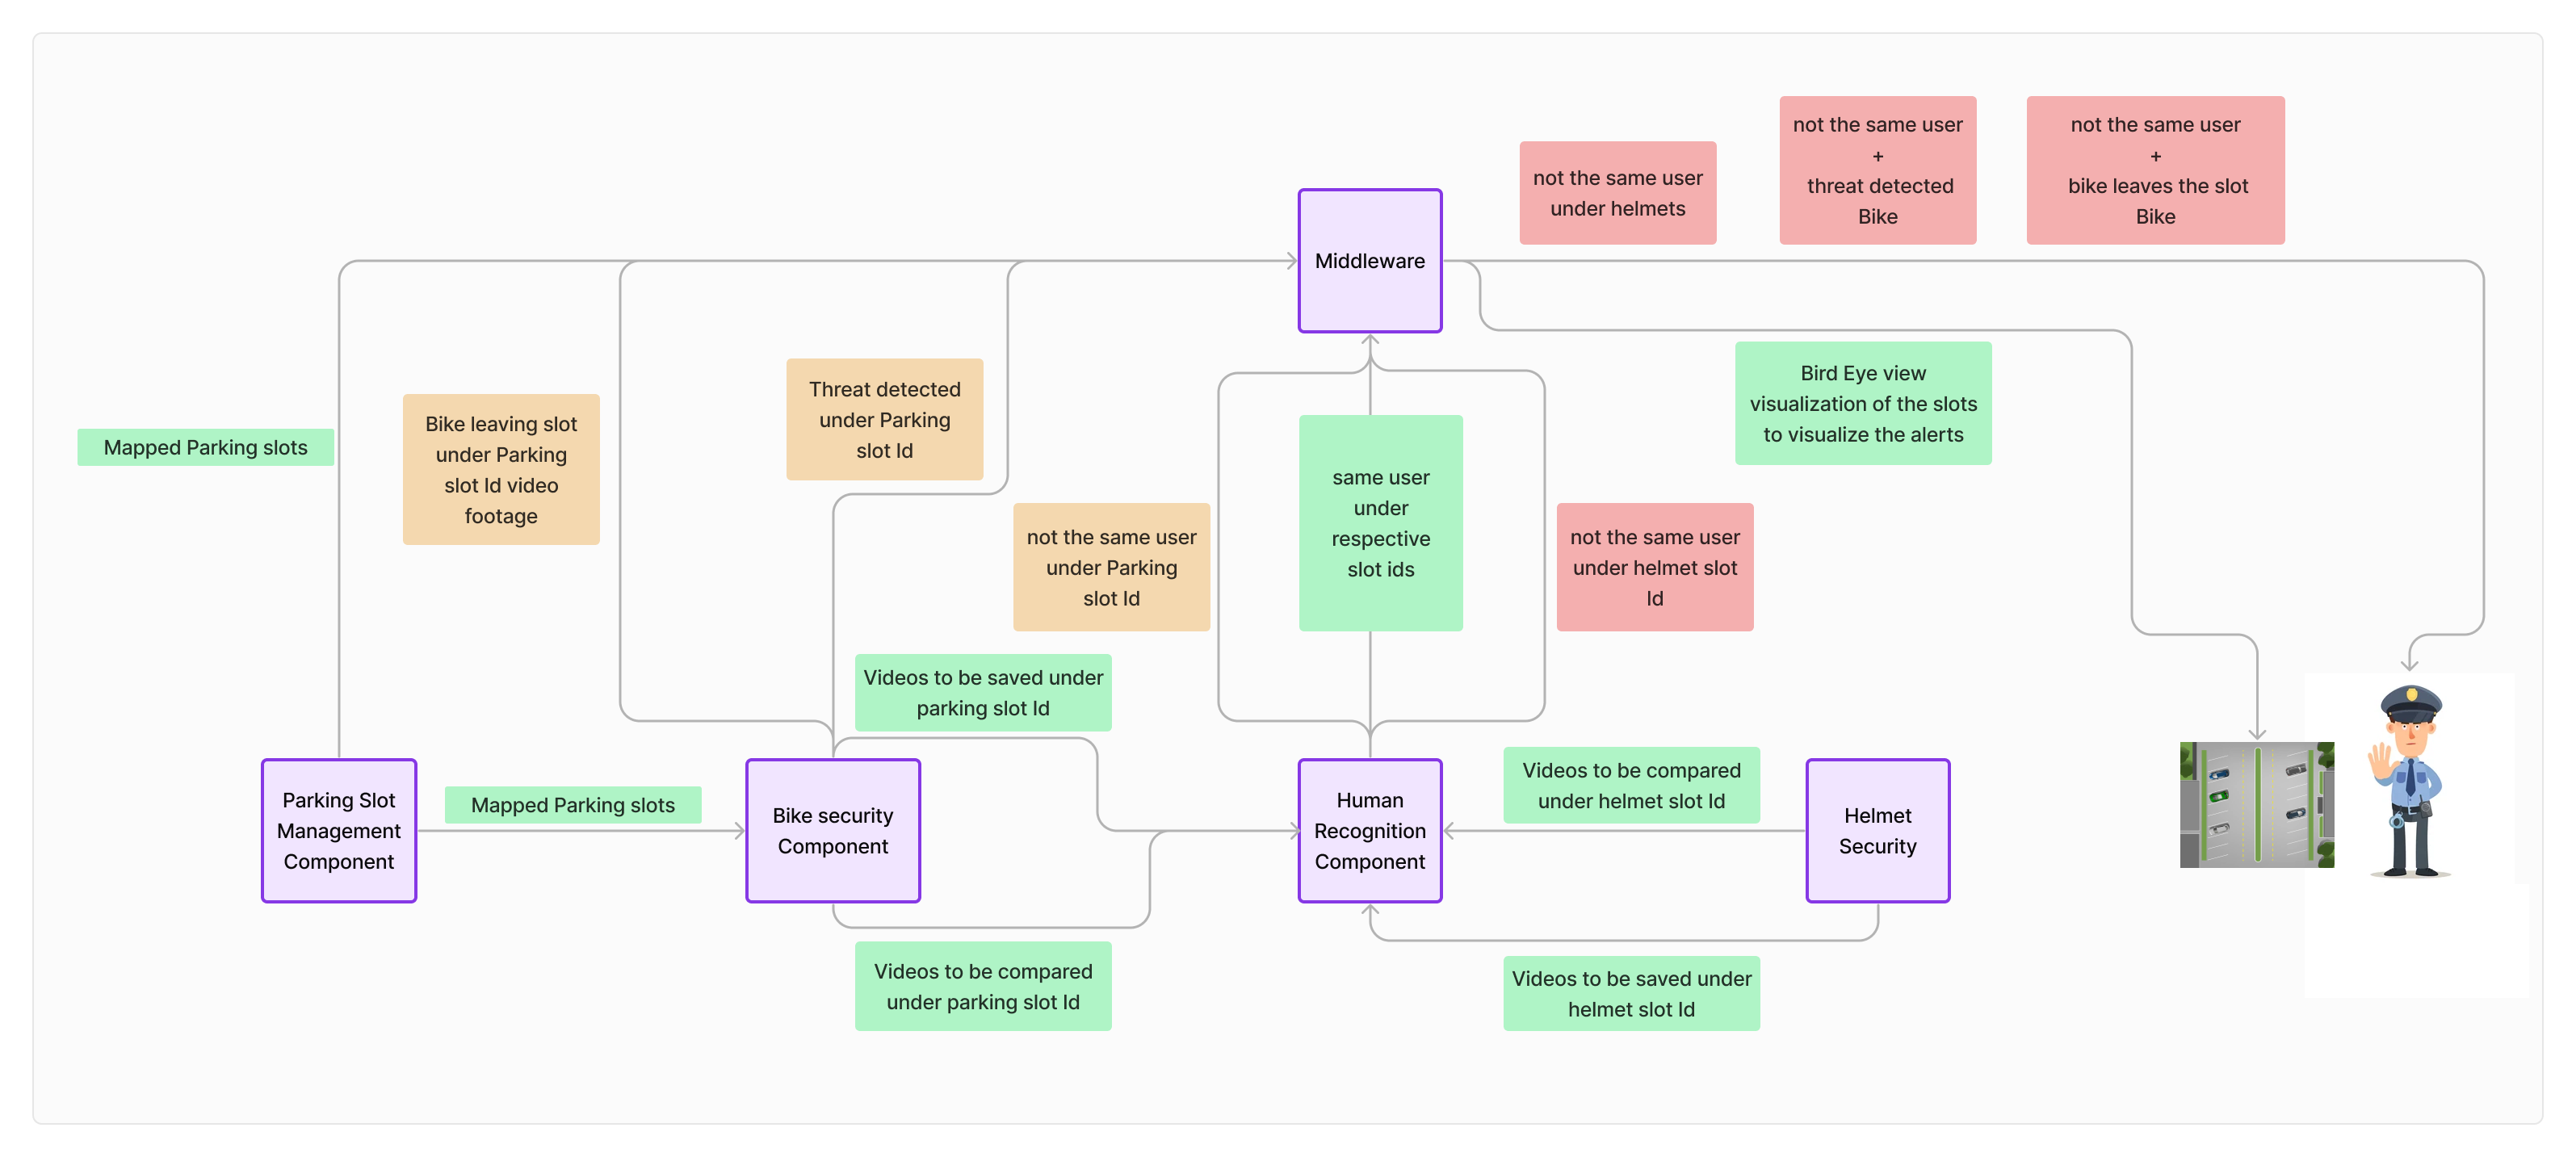 not the same user
under helmets
not the same user
+
threat detected
Bike
not the same user
+
bike leaves the slot
Bike
Middleware
Mapped Parking slots
Bike leaving slot
under Parking
slot Id video
footage
Threat detected
under Parking
slot Id
not the same user
under Parking
slot Id
same user
under
respective
slot ids
not the same user
under helmet slot
Id
Bird Eye view
visualization of the slots
to visualize the alerts
Videos to be saved under
parking slot Id
Parking Slot
Management
Component
Mapped Parking slots
Bike security
Component
Human
Recognition
Component
Videos to be compared
under helmet slot Id
Helmet
Security
Videos to be compared
under parking slot Id
Videos to be saved under
helmet slot Id